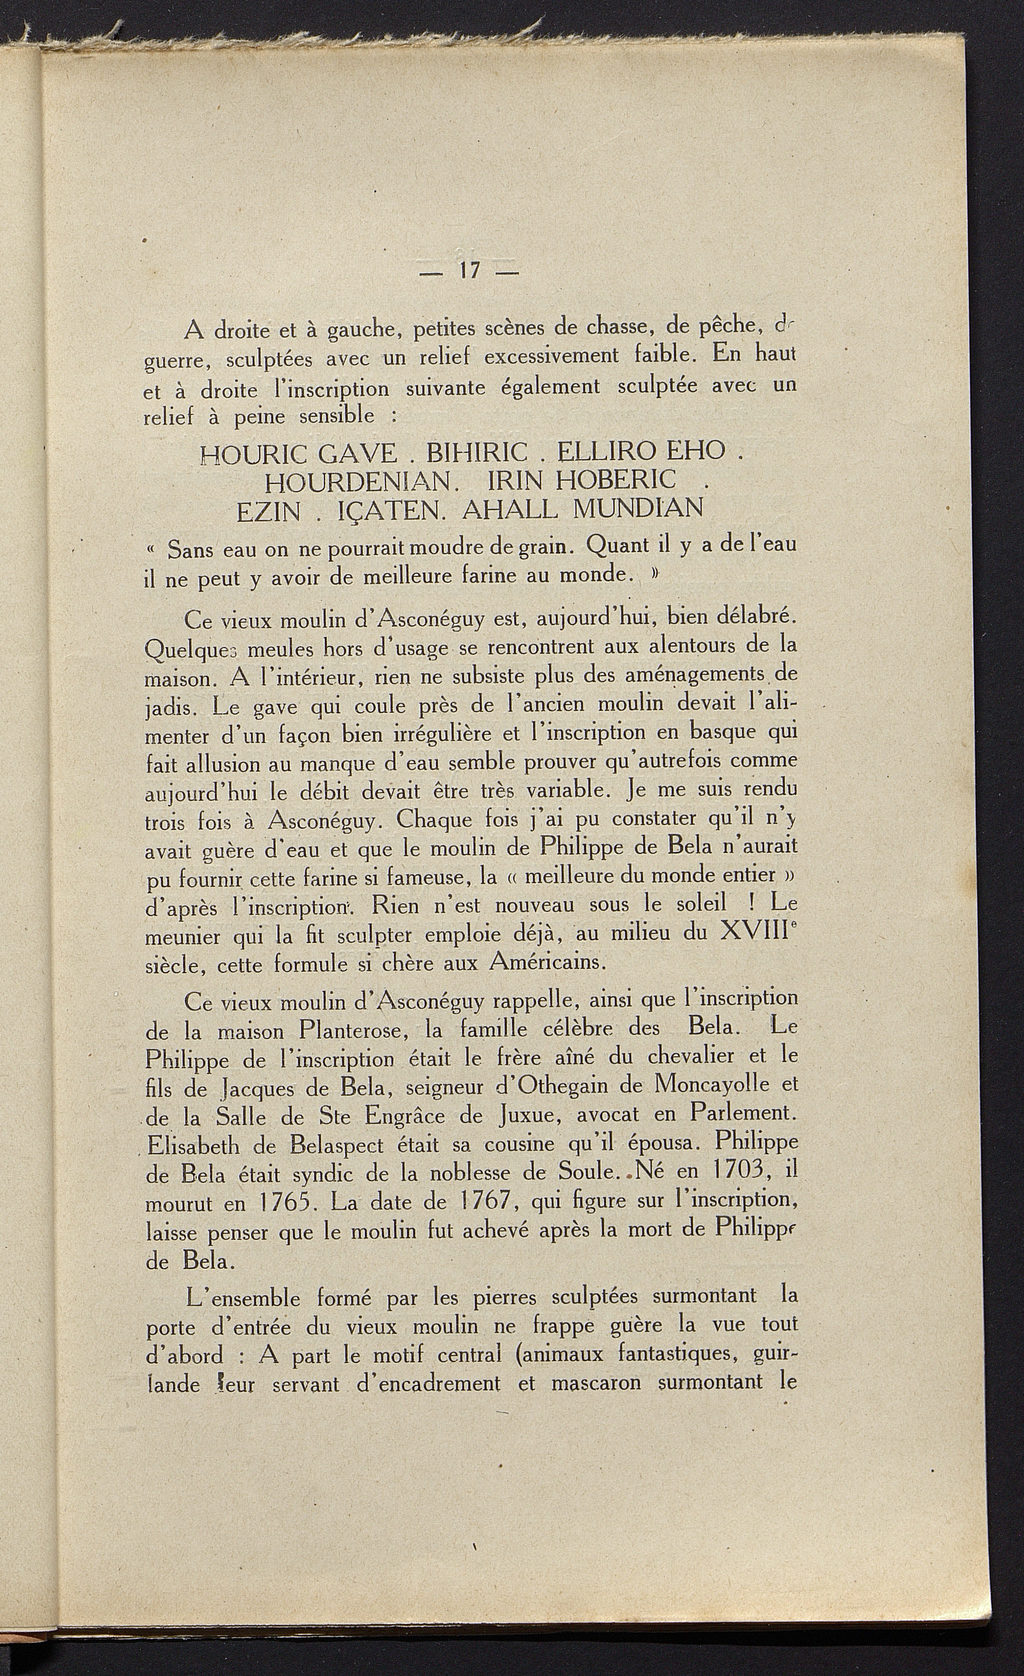 — 17 —
A droite et à gauche, petites scènes de chasse, de pêche, de
guerre, sculptées avec un relief excessivement faible. En haut
et à droite l'inscription suivante également sculptée avec un
relief à peine sensible :
HOURIC GAVE . BIHIRIC . ELLIRO EHO .
HOURDENIAN. IRIN HOBERIC .
EZIN . IÇATEN. AHALL MUNDIAN
« Sans eau on ne pourrait moudre de grain. Quant il y a de l'eau
il ne peut y avoir de meilleure farine au monde. »
Ce vieux moulin d'Asconéguy est, aujourd'hui, bien délabré.
Quelques meules hors d'usage se rencontrent aux alentours de la
maison. A l'intérieur, rien ne subsiste plus des aménagements de
jadis. Le gave qui coule près de l'ancien moulin devait l'ali-
menter d'un façon bien irrégulière et l'inscription en basque qui
fait allusion au manque d'eau semble prouver qu'autrefois comme
aujourd'hui le débit devait être très variable. Je me suis rendu
trois fois à Asconéguy. Chaque fois j'ai pu constater qu'il n'y
avait guère d'eau et que le moulin de Philippe de Bela n'aurait
pu fournir cette farine si fameuse, la « meilleure du monde entier »
d'après l'inscription. Rien n'est nouveau sous le soleil ! Le
meunier qui la fit sculpter emploie déjà, au milieu du XVIIIe
siècle, cette formule si chère aux Américains.
Ce vieux moulin d'Asconéguy rappelle, ainsi que l'inscription
de la maison Planterose, la famille célèbre des Bela. Le
Philippe de l'inscription était le frère aîné du chevalier et le
fils de Jacques de Bela, seigneur d'Othegain de Moncayolle et
de la Salle de Ste Engrâce de Juxue, avocat en Parlement.
Elisabeth de Belaspect était sa cousine qu'il épousa. Philippe
de Bela était syndic de la noblesse de Soule. Né en 1703, il
mourut en 1765. La date de 1767, qui figure sur l'inscription,
laisse penser que le moulin fut achevé après la mort de Philippe
de Bela.
L'ensemble formé par les pierres sculptées surmontant la
porte d'entrée du vieux moulin ne frappe guère la vue tout
d'abord : A part le motif central (animaux fantastiques, guir-
lande leur servant d'encadrement et mascaron surmontant le